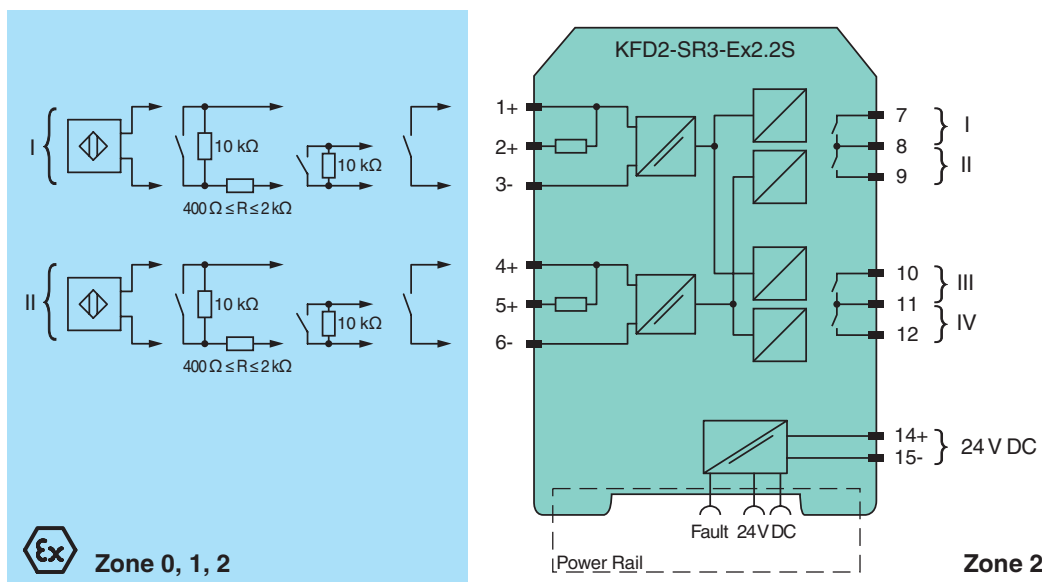 KFD2-SR3-Ex2.2S
I
10 kΩ
10 kΩ
400 Ω ≤ R ≤ 2 kΩ
II
10 kΩ
10 kΩ
400 Ω ≤ R ≤ 2 kΩ
1+
2+
3-
4+
5+
6-
7
8
9
I
II
10
11
12
III
IV
14+
15-
24 V DC
Fault 24V DC
Power Rail
Ex
Zone 0, 1, 2
Zone 2